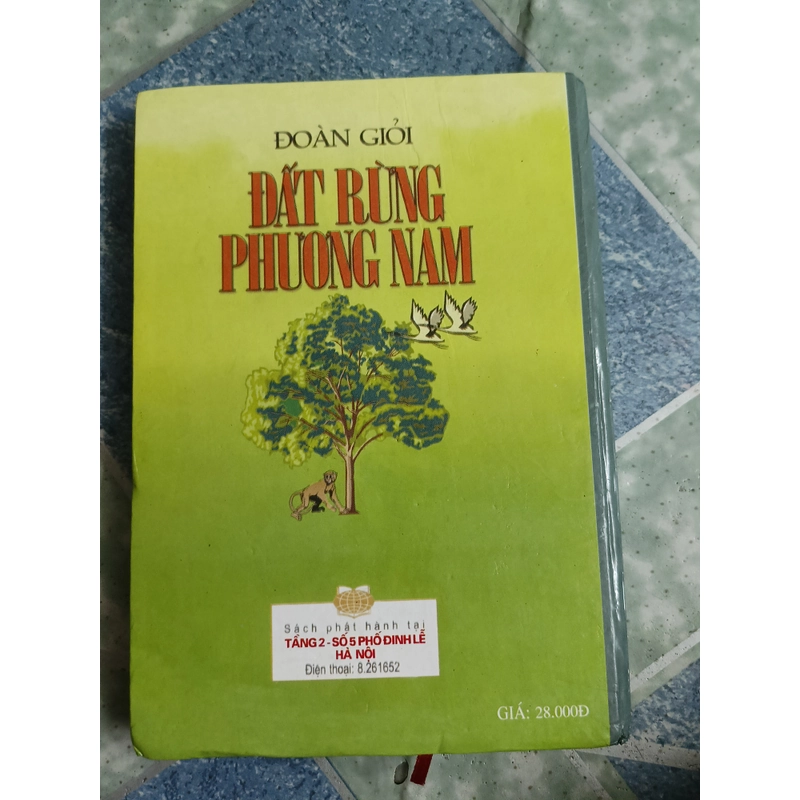 ĐOÀN GIỎI
ĐẤT RỪNG
PHƯƠNG NAM
Sách phát hành tại
TẦNG 2 - SỐ 5 PHỐ ĐINH LỄ
HÀ NỘI
Điện thoại: 8.261652
GIÁ: 28.000Đ